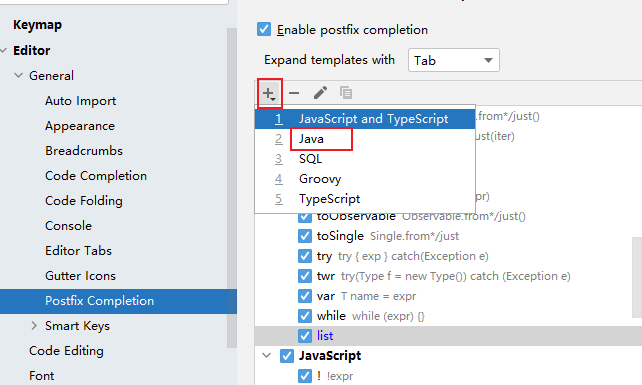 Keymap
Editor
General
Auto Import
Appearance
Breadcrumbs
Code Completion
Code Folding
Console
Editor Tabs
Gutter Icons
Postfix Completion
Smart Keys
Code Editing
Font
Enable postfix completion
Expand templates with Tab
1 JavaScript and TypeScript
.from*/just()
2 Java
ust(iter)
3 SQL
4 Groovy
pr)
5 TypeScript
toObservable Observable.from*/just()
toSingle Single.from*/just
try try { exp } catch(Exception e)
twr try(Type f = new Type()) catch (Exception e)
var T name = expr
while while (expr) {}
list
JavaScript
! !expr